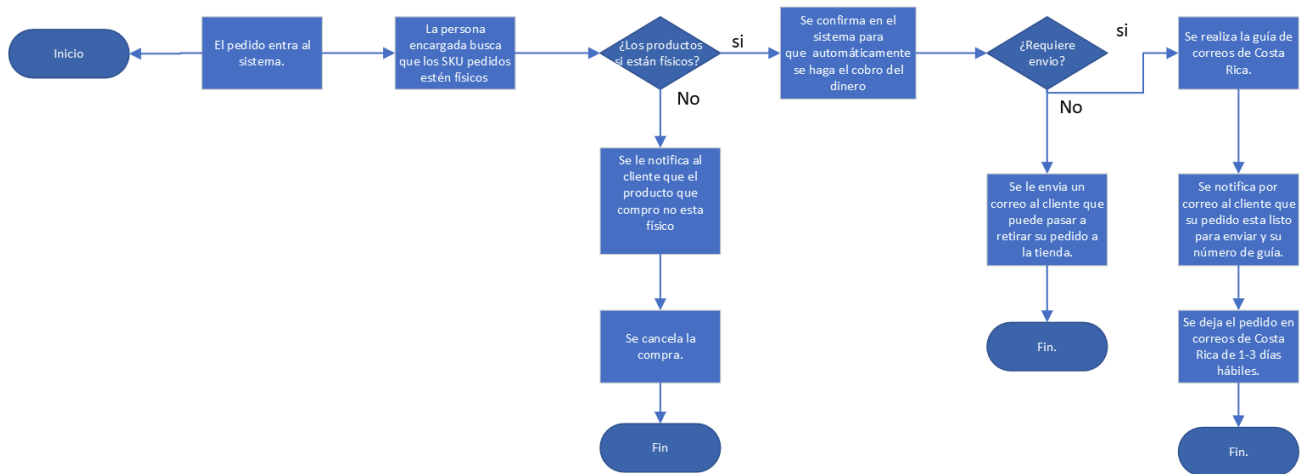 Inicio
El pedido entra al
sistema.
La persona
encargada busca
que los SKU pedidos
estén físicos
¿Los productos
si están físicos?
si
No
Se confirma en el
sistema para
que automáticamente
se haga el cobro del
dinero
¿Requiere
envio?
si
No
Se realiza la guía de
correos de Costa
Rica.
Se le notifica al
cliente que el
producto que
compro no esta
físico
Se cancela la
compra.
Fin
Se le envia un
correo al cliente que
puede pasar a
retirar su pedido a
la tienda.
Fin.
Se notifica por
correo al cliente que
su pedido esta listo
para enviar y su
número de guía.
Se deja el pedido en
correos de Costa
Rica de 1-3 días
hábiles.
Fin.